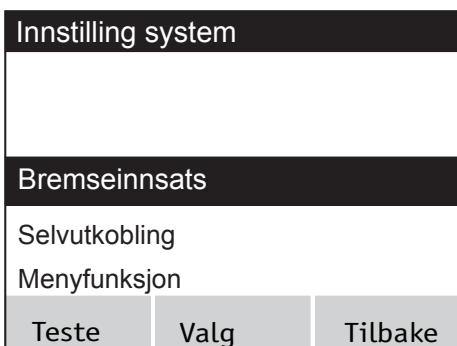 Innstilling system
Bremseinnsats
Selvutkobling
Menyfunksjon
Teste Valg Tilbake